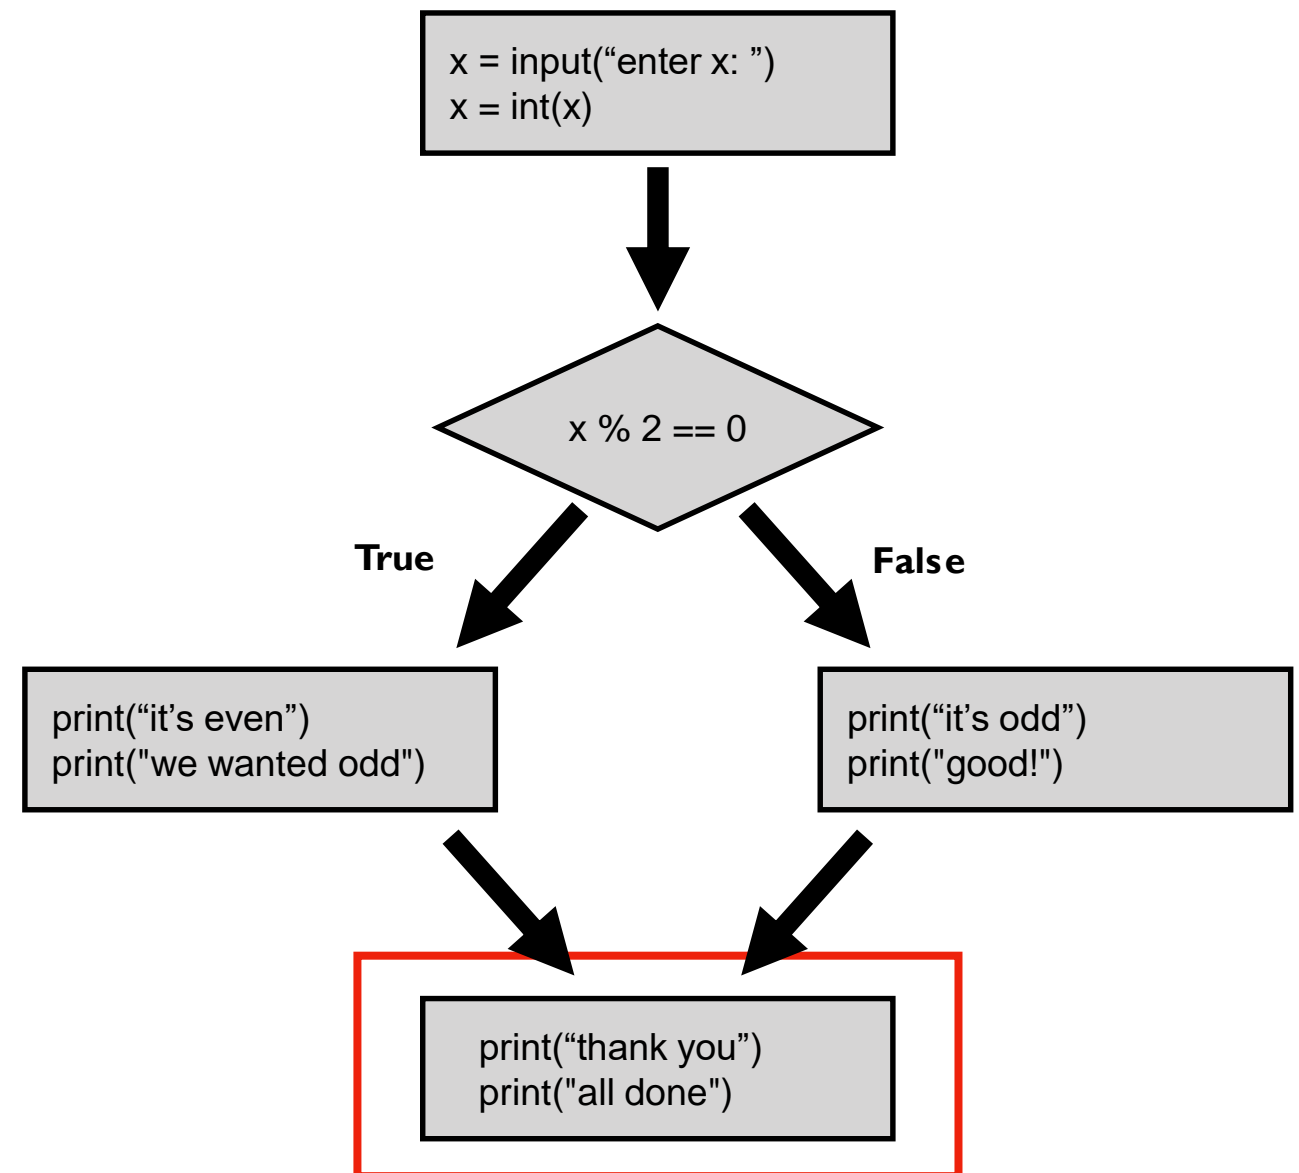 x = input(“enter x: ”)
x = int(x)
x % 2 == 0
True
False
print(“it’s even”)
print("we wanted odd")
print(“it’s odd”)
print("good!")
print(“thank you”)
print("all done")